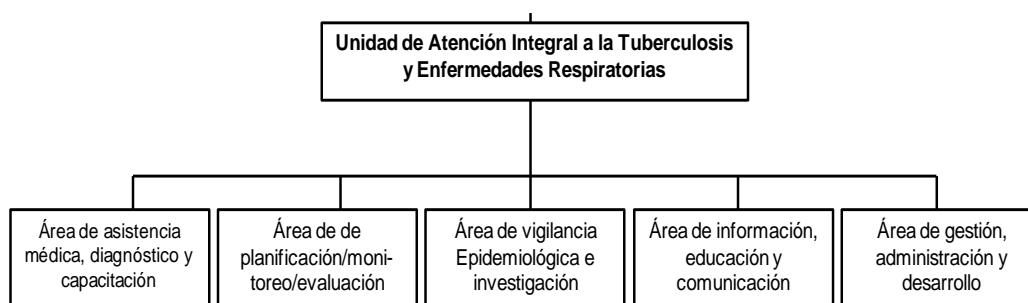 Unidad de Atención Integral a la Tuberculosis
y Enfermedades Respiratorias
Área de asistencia
médica, diagnóstico y
capacitación
Área de de
planificación/moni-
toreo/evaluación
Área de vigilancia
Epidemiológica e
investigación
Área de información,
educación y
comunicación
Área de gestión,
administración y
desarrollo